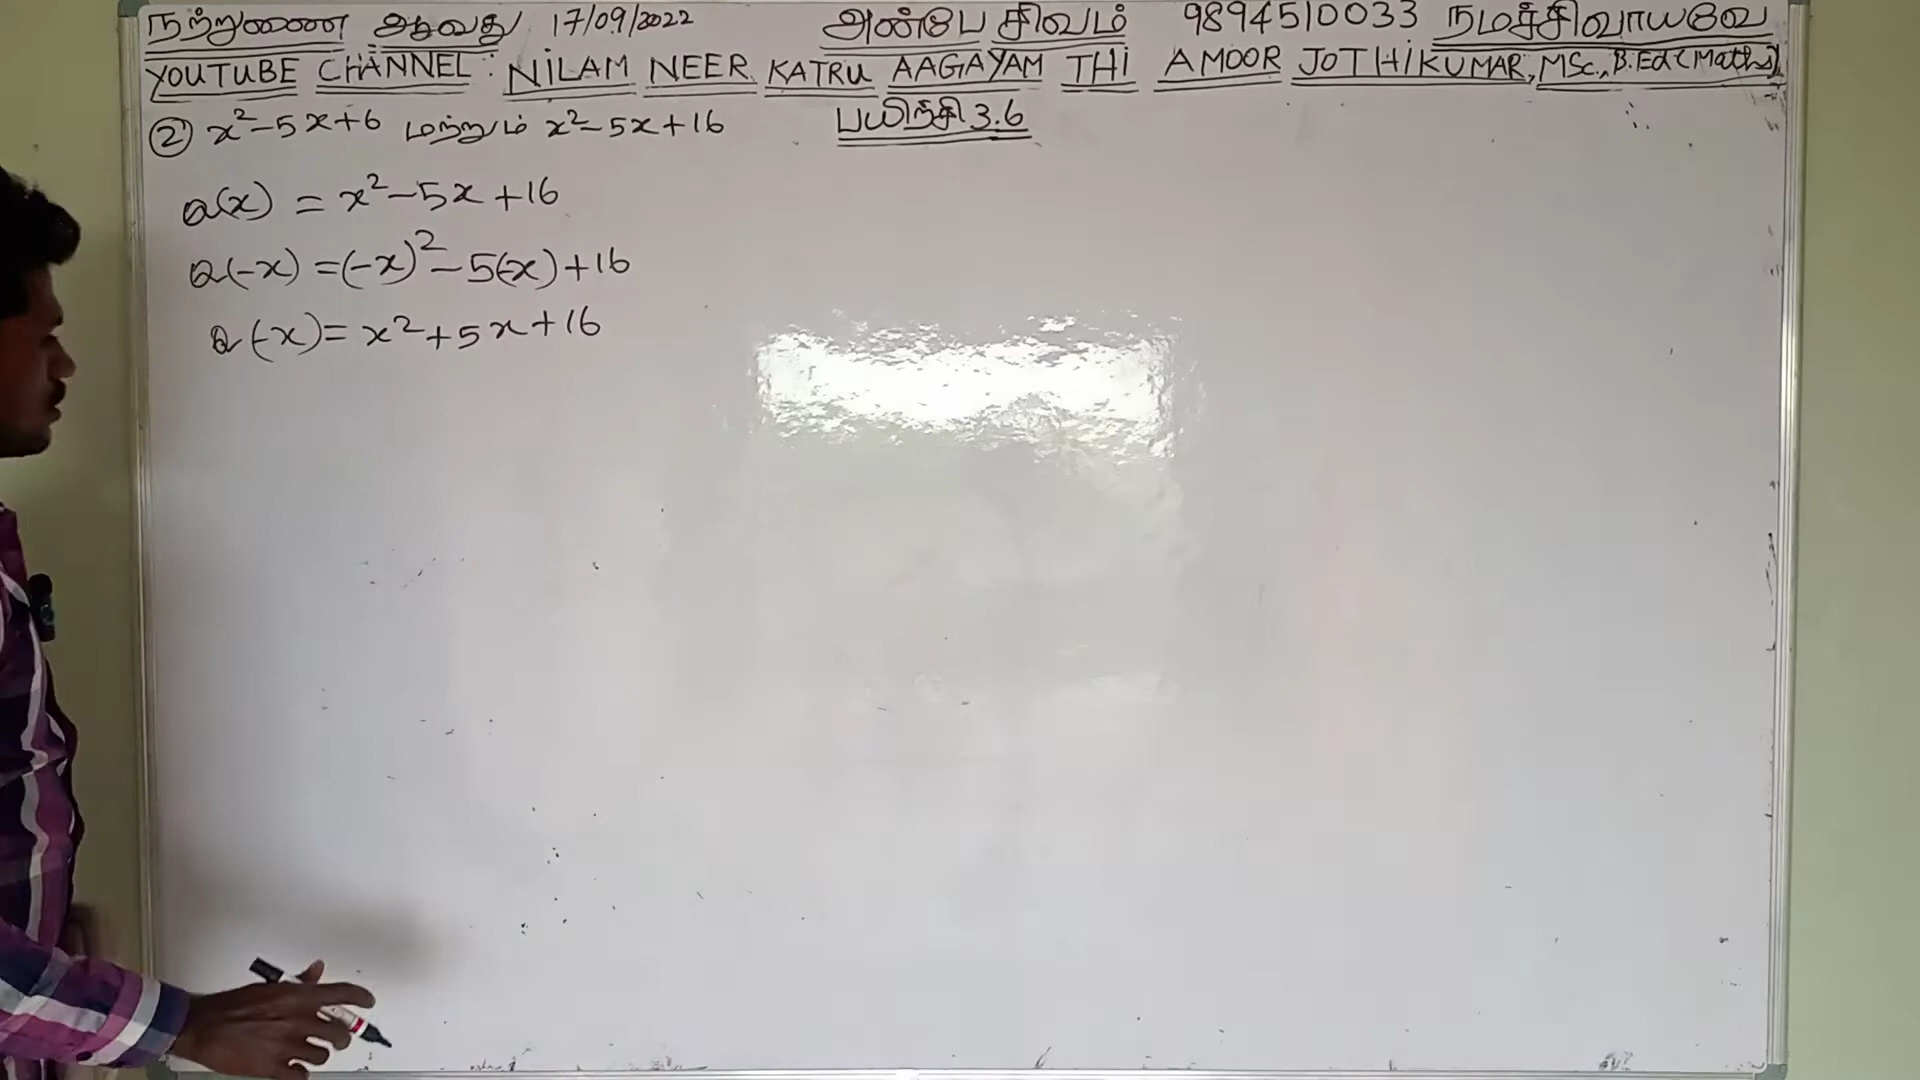 நற்றுணை ஆவது 17/09/2022 அன்பே சிவம் 9894510033 நமச்சிவாயவே
YOUTUBE CHANNEL : NILAM NEER KATRU AAGAYAM THI AMOOR JOTHIKUMAR, MSc., B.Ed (Maths)
② x²-5x+6 மற்றும் x²-5x+16 பயிற்சி 3.6
a(x) = x²-5x+16
a(-x) = (-x)² - 5(-x) + 16
a(-x) = x²+5x+16